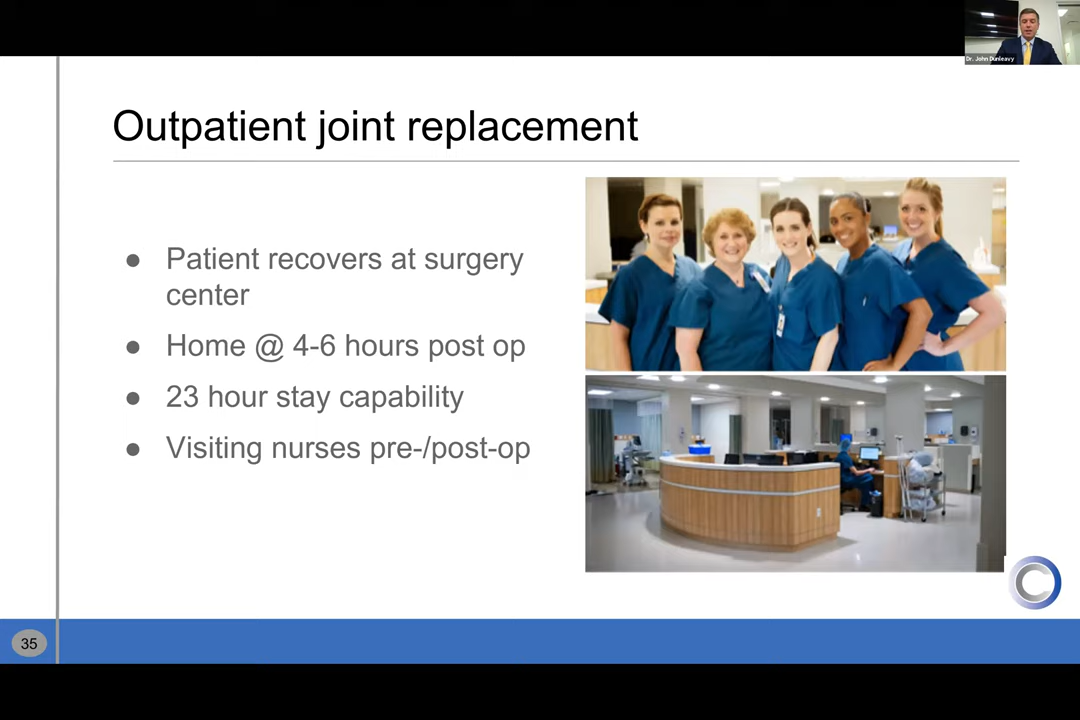 Dr. John Dunleavy
Outpatient joint replacement
● Patient recovers at surgery
center
● Home @ 4-6 hours post op
● 23 hour stay capability
● Visiting nurses pre-/post-op
35